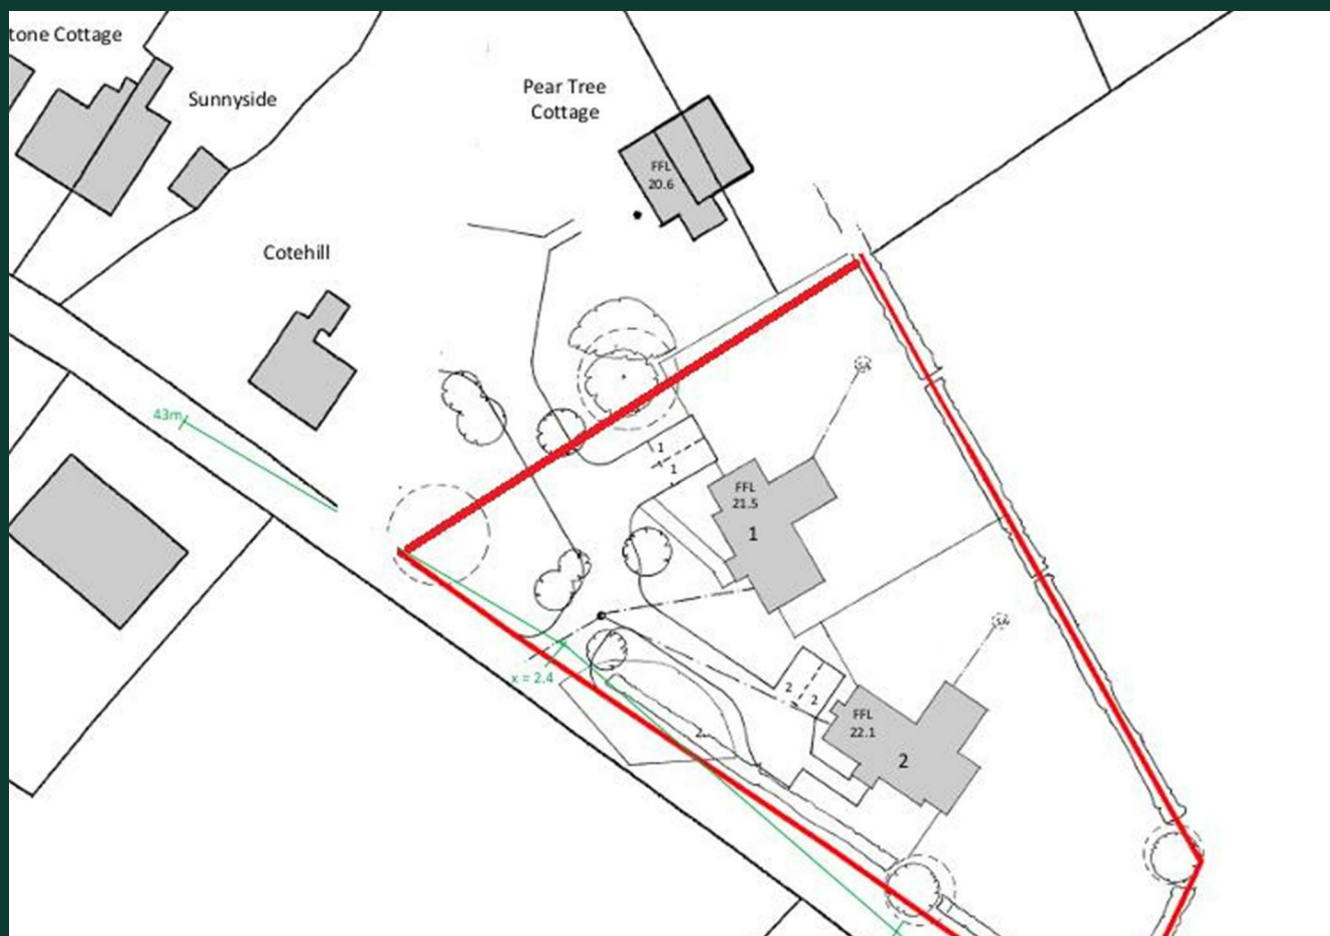 tone Cottage
Sunnyside
Pear Tree
Cottage
FFL
20.6
Cotehill
43m
1
1
FFL
21.5
1
x = 2.4
2
2
FFL
22.1
2